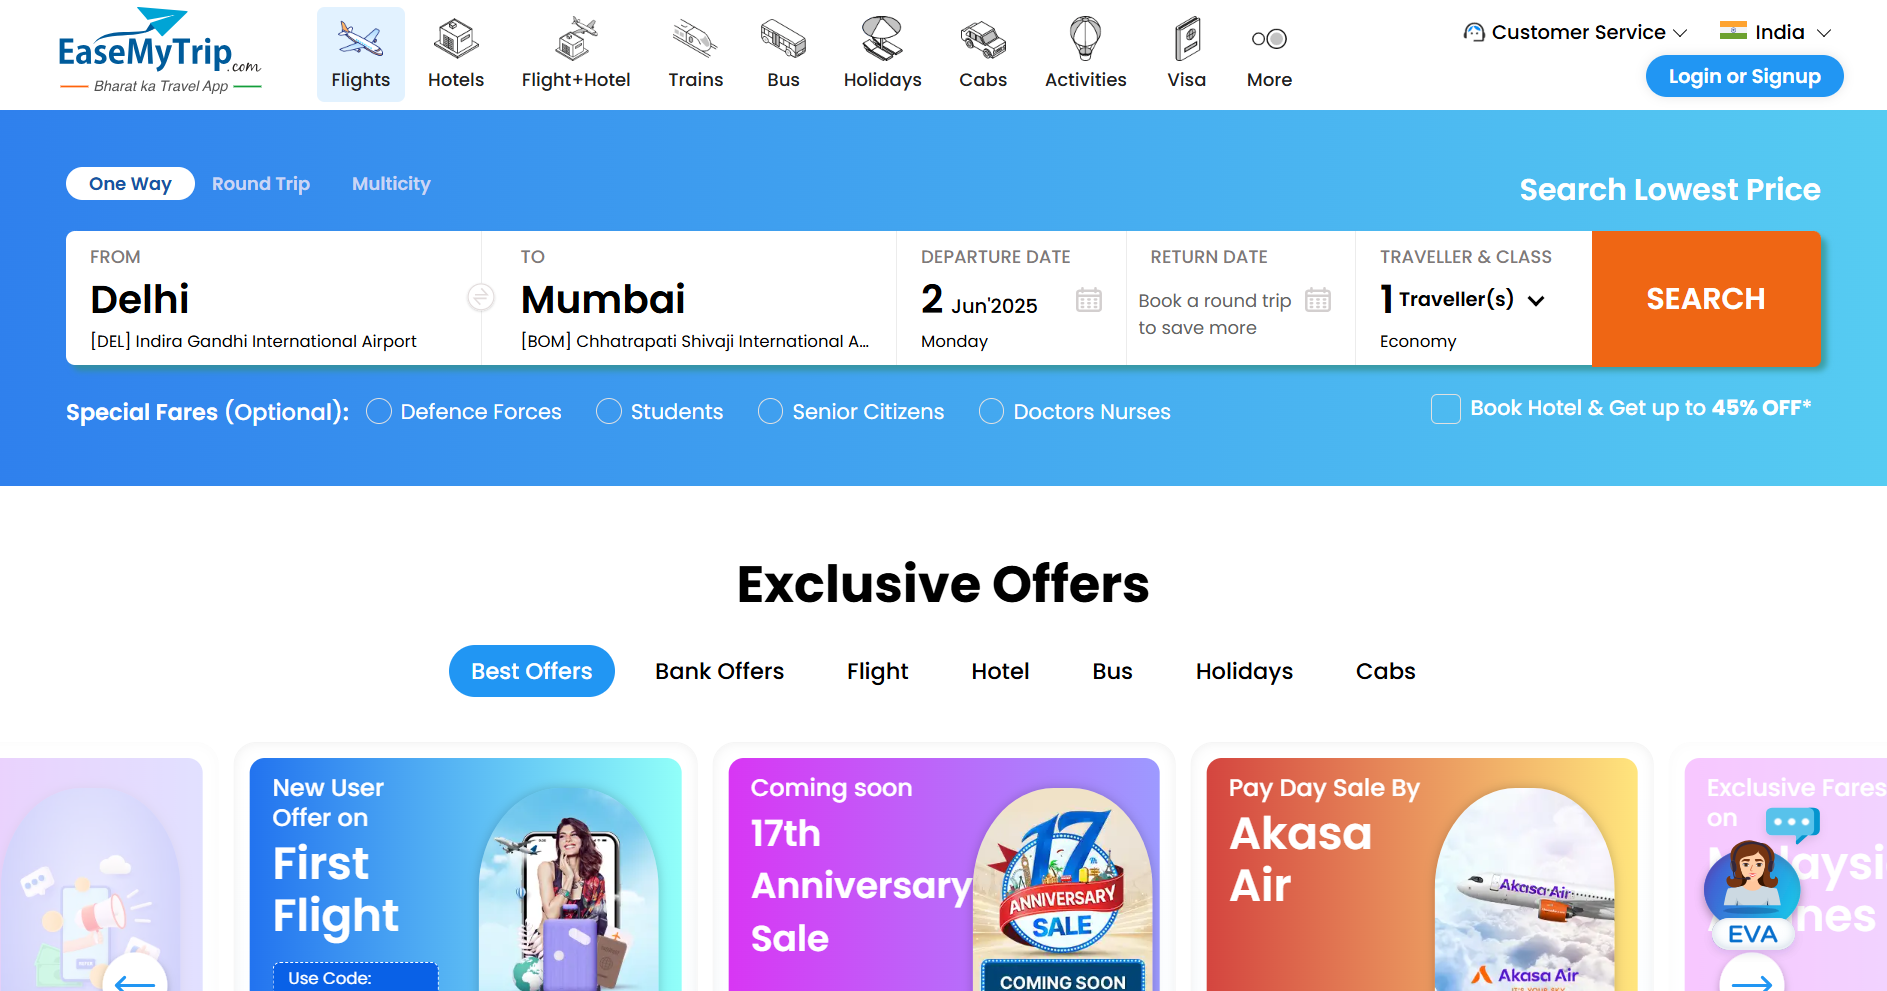 EaseMyTrip.com
Bharat ka Travel App
Flights
Hotels
Flight+Hotel
Trains
Bus
Holidays
Cabs
Activities
Visa
More
Customer Service
India
Login or Signup
One Way
Round Trip
Multicity
Search Lowest Price
FROM
Delhi
[DEL] Indira Gandhi International Airport
TO
Mumbai
[BOM] Chhatrapati Shivaji International A...
DEPARTURE DATE
2 Jun'2025
Monday
RETURN DATE
Book a round trip
to save more
TRAVELLER & CLASS
1 Traveller(s)
Economy
SEARCH
Special Fares (Optional):
Defence Forces
Students
Senior Citizens
Doctors Nurses
Book Hotel & Get up to 45% OFF*
Exclusive Offers
Best Offers
Bank Offers
Flight
Hotel
Bus
Holidays
Cabs
New User
Offer on
First
Flight
Use Code:
Coming soon
17th
Anniversary
Sale
17
ANNIVERSARY
SALE
COMING SOON
Pay Day Sale By
Akasa
Air
Akasa Air
Akasa Air
IT'S YOUR SKY
Exclusive Fares
on
EVA